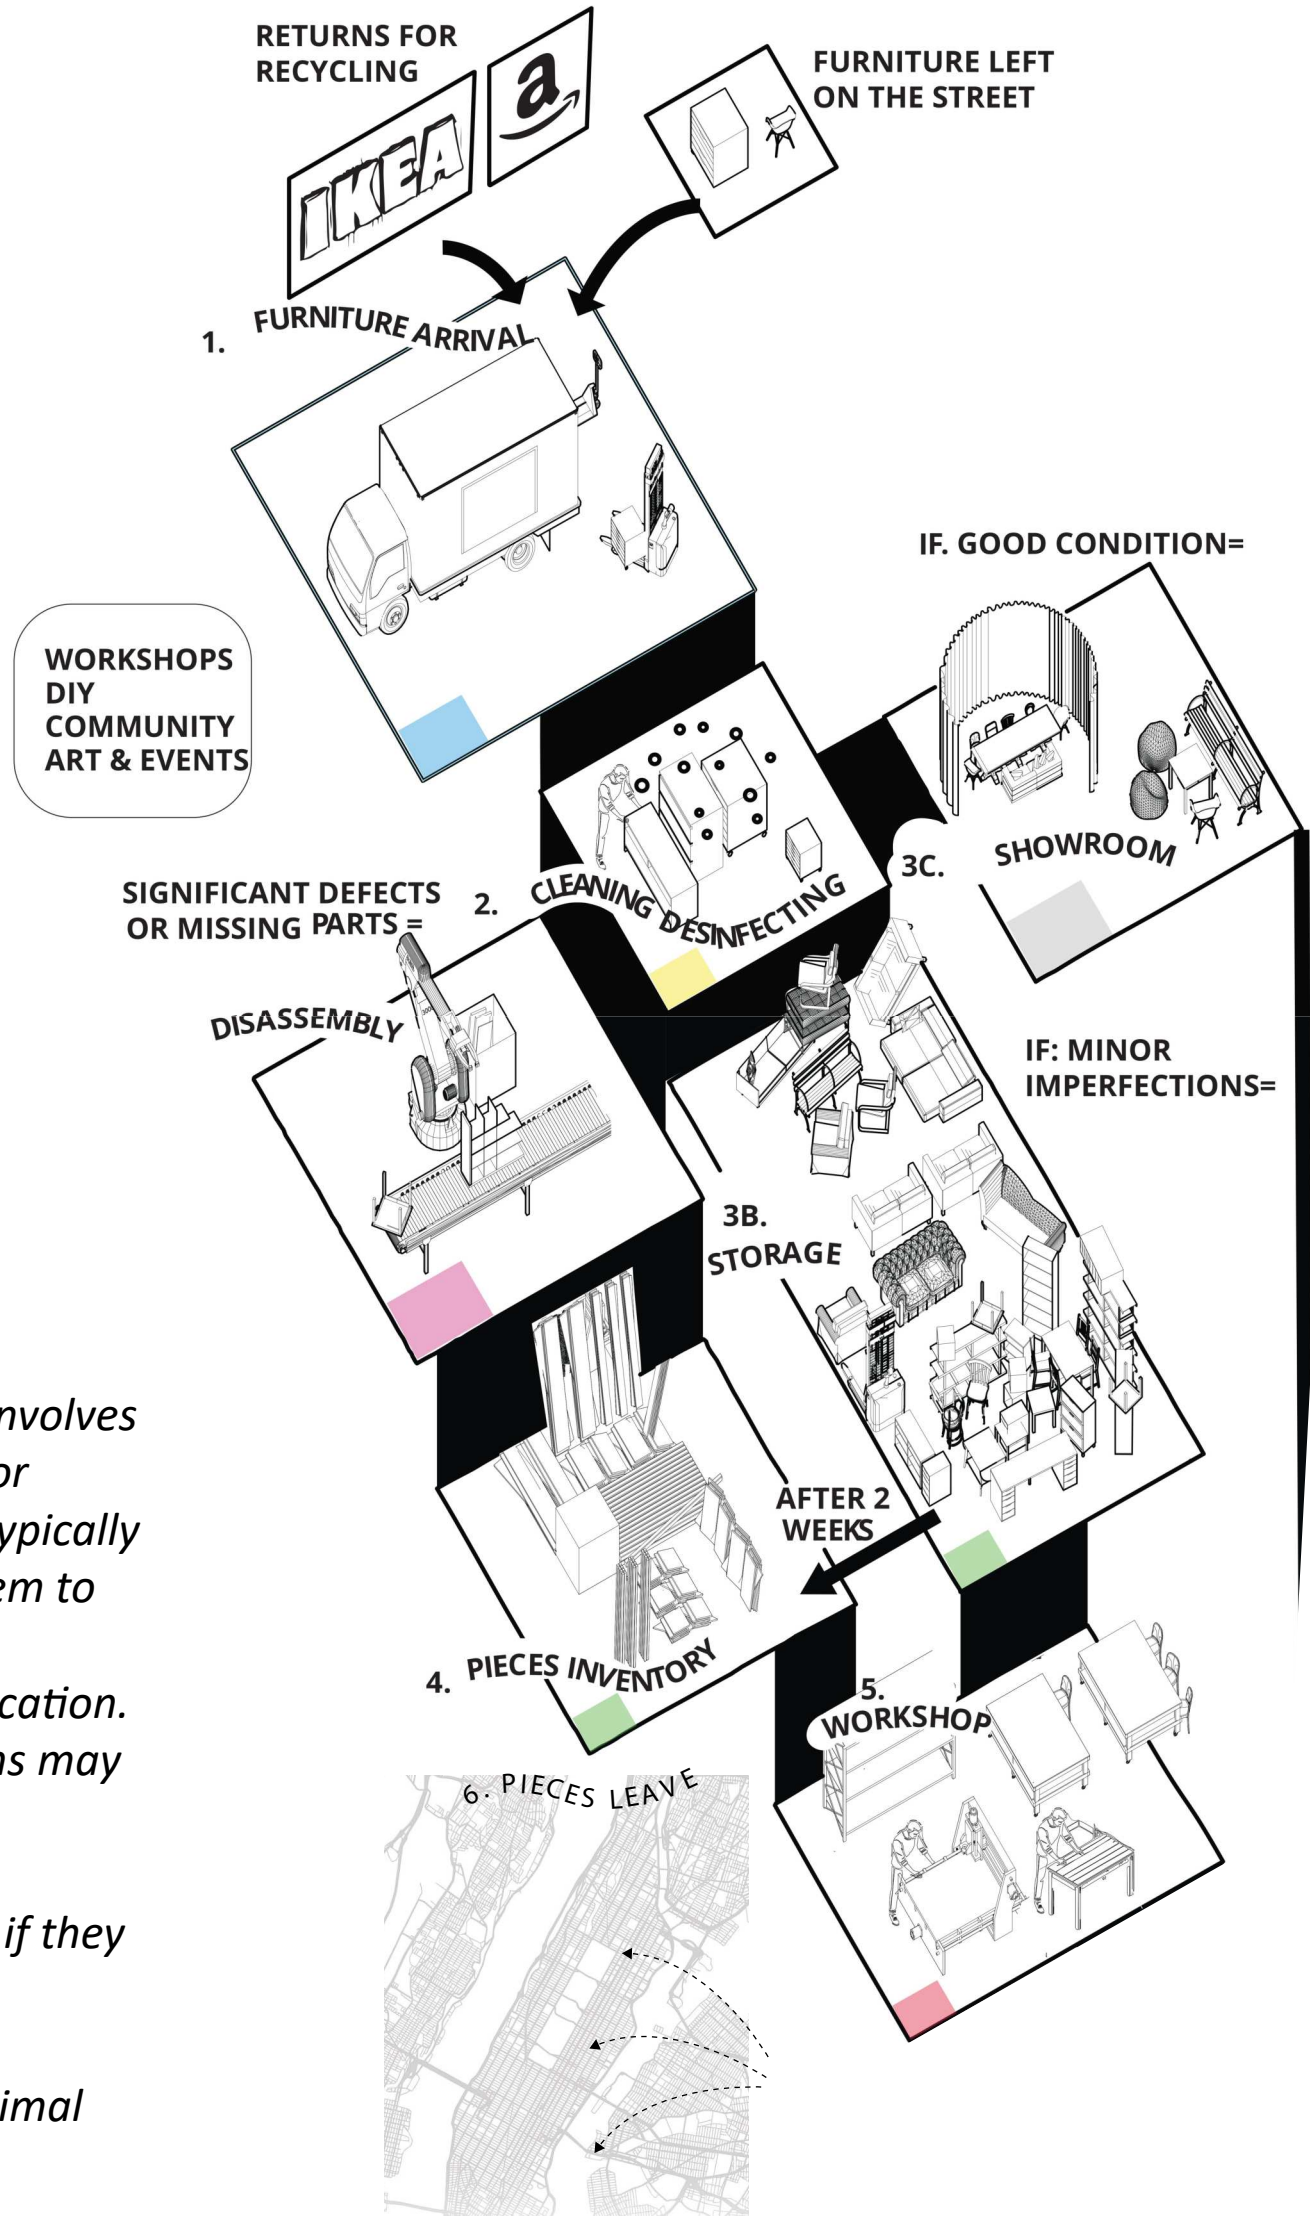 RETURNS FOR
RECYCLING
IKEA
a
FURNITURE LEFT
ON THE STREET
1. FURNITURE ARRIVAL
IF. GOOD CONDITION=
WORKSHOPS
DIY
COMMUNITY
ART & EVENTS
3C. SHOWROOM
SIGNIFICANT DEFECTS
OR MISSING PARTS =
2. CLEANING DESINFECTING
DISASSEMBLY
IF: MINOR
IMPERFECTIONS=
3B.
STORAGE
nvolves
or
ypically
em to
cation.
ns may
if they
imal
AFTER 2
WEEKS
4. PIECES INVENTORY
5.
WORKSHOP
6. PIECES LEAVE